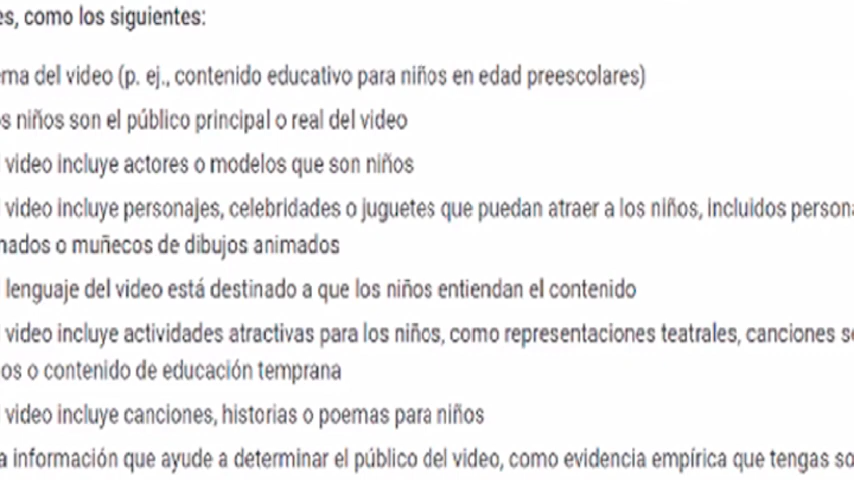 es, como los siguientes:
ma del video (p. ej., contenido educativo para niños en edad preescolares)
s niños son el público principal o real del video
video incluye actores o modelos que son niños
video incluye personajes, celebridades o juguetes que puedan atraer a los niños, incluidos persona
nados o muñecos de dibujos animados
lenguaje del video está destinado a que los niños entiendan el contenido
video incluye actividades atractivas para los niños, como representaciones teatrales, canciones se
os o contenido de educación temprana
video incluye canciones, historias o poemas para niños
a información que ayude a determinar el público del video, como evidencia empírica que tengas so